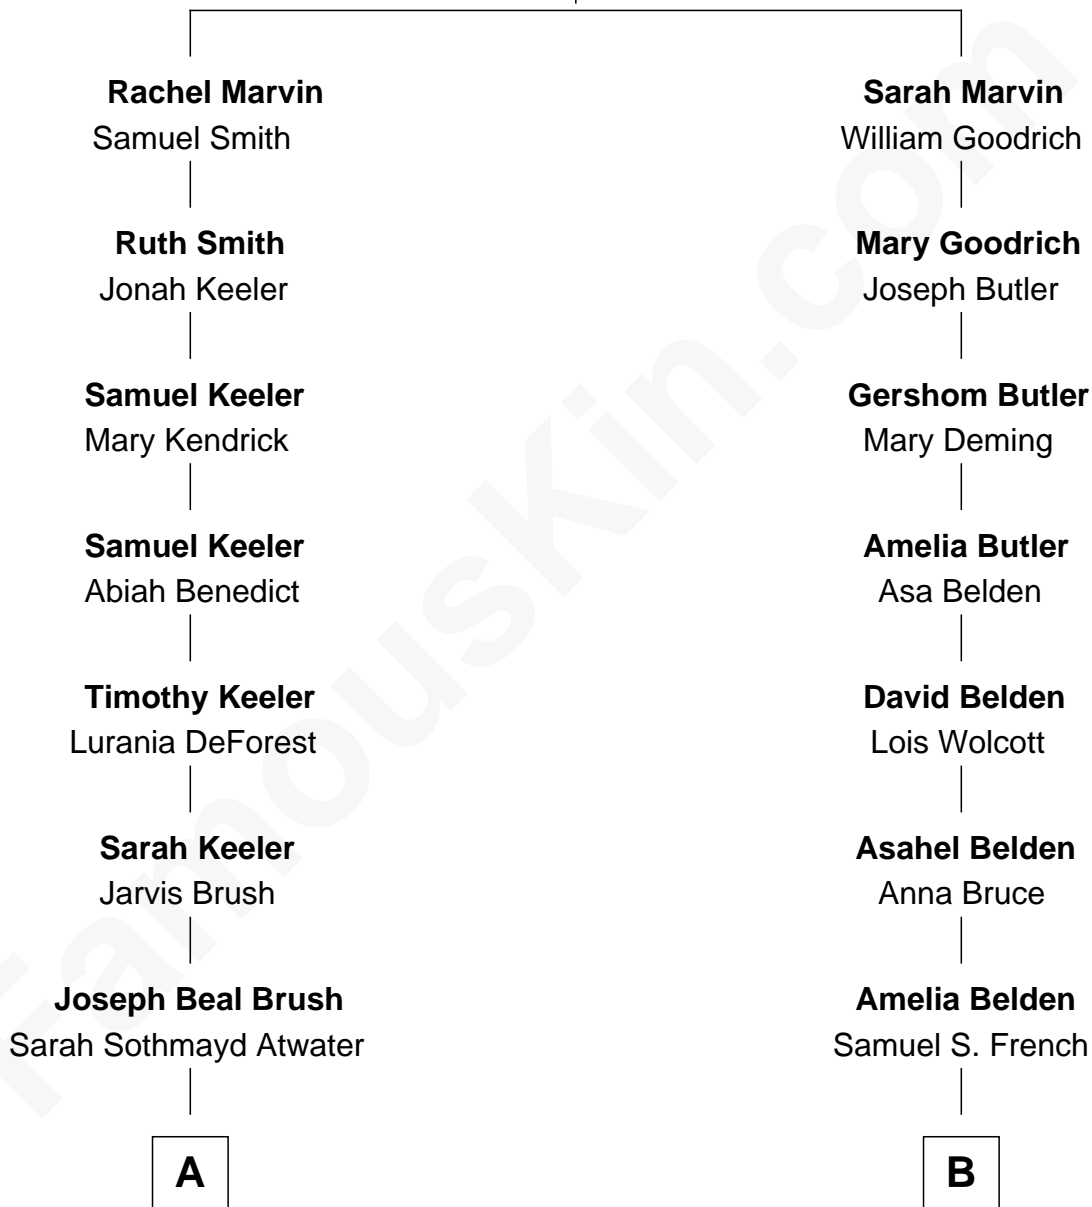 Rachel Marvin
Samuel Smith
Ruth Smith
Jonah Keeler
Samuel Keeler
Mary Kendrick
Samuel Keeler
Abiah Benedict
Timothy Keeler
Lurania DeForest
Sarah Keeler
Jarvis Brush
Joseph Beal Brush
Sarah Sothmayd Atwater
A
Sarah Marvin
William Goodrich
Mary Goodrich
Joseph Butler
Gershom Butler
Mary Deming
Amelia Butler
Asa Belden
David Belden
Lois Wolcott
Asahel Belden
Anna Bruce
Amelia Belden
Samuel S. French
B
FamousKin.com